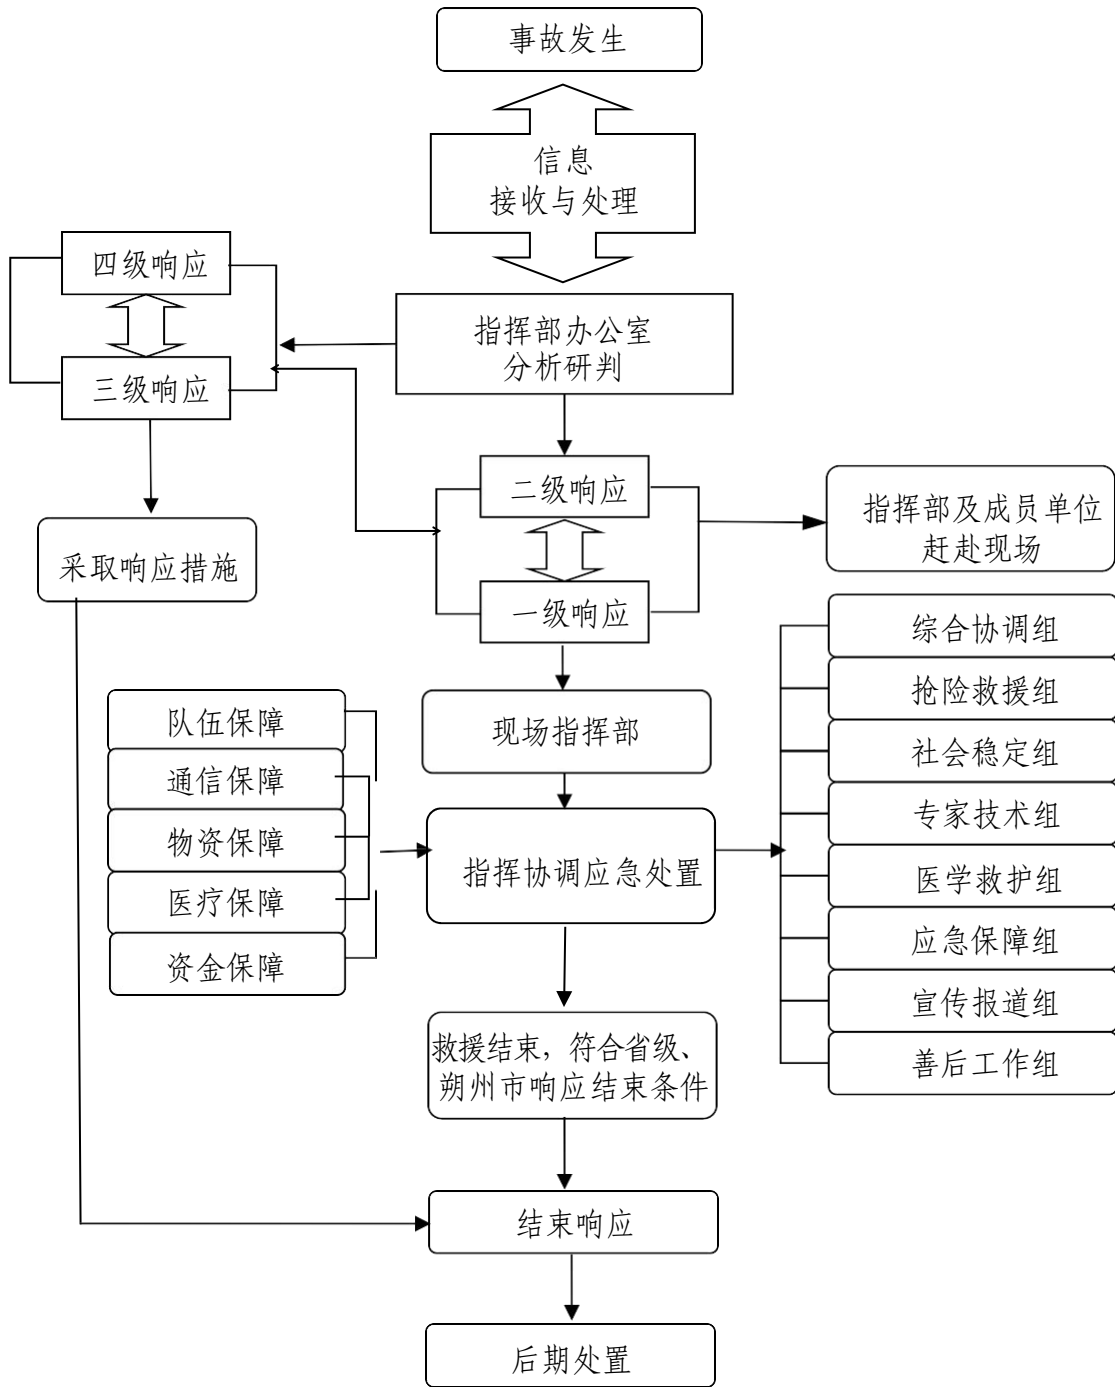 事故发生
信息
接收与处理
四级响应
三级响应
指挥部办公室
分析研判
二级响应
一级响应
指挥部及成员单位
赶赴现场
采取响应措施
综合协调组
抢险救援组
社会稳定组
专家技术组
医学救护组
应急保障组
宣传报道组
善后工作组
队伍保障
通信保障
物资保障
医疗保障
资金保障
现场指挥部
指挥协调应急处置
救援结束，符合省级、
朔州市响应结束条件
结束响应
后期处置